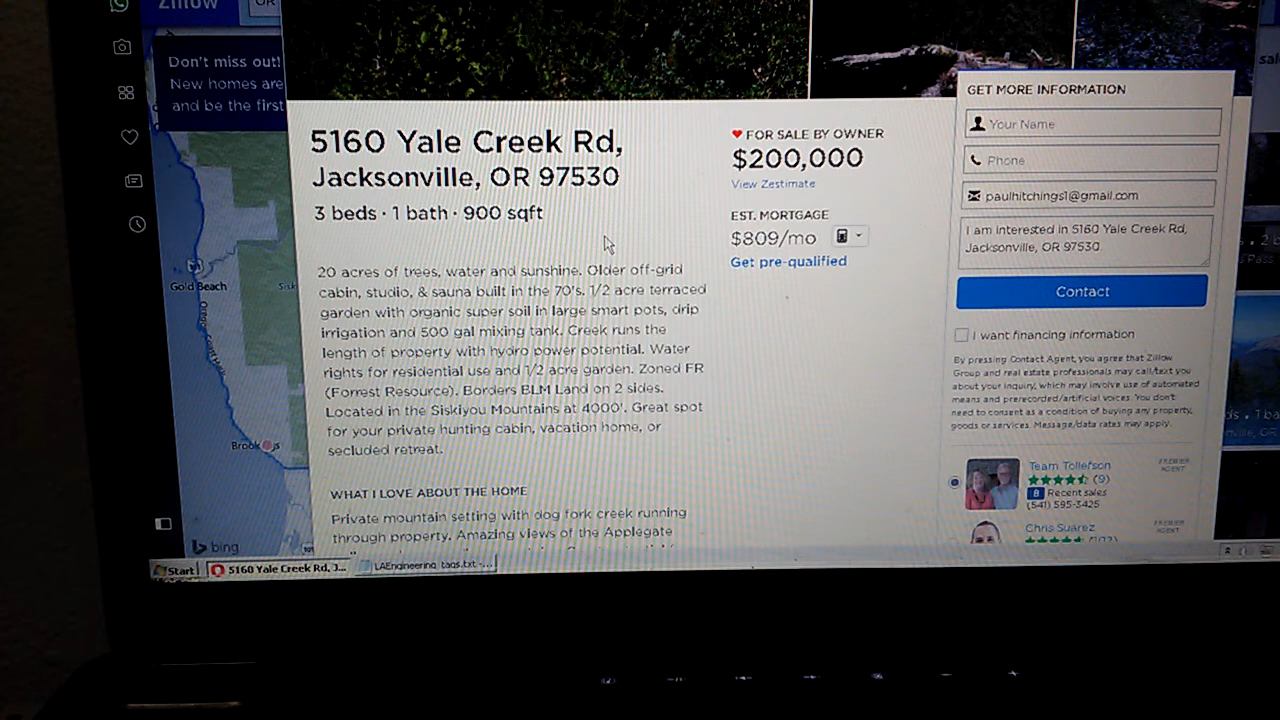 Zillow
OR
Don't miss out!
New homes are
and be the first
Gold Beach
Brook
bing
5160 Yale Creek Rd,
Jacksonville, OR 97530
3 beds · 1 bath · 900 sqft
20 acres of trees, water and sunshine. Older off-grid
cabin, studio, & sauna built in the 70's. 1/2 acre terraced
garden with organic super soil in large smart pots, drip
irrigation and 500 gal mixing tank. Creek runs the
length of property with hydro power potential. Water
rights for residential use and 1/2 acre garden. Zoned FR
(Forrest Resource). Borders BLM Land on 2 sides.
Located in the Siskiyou Mountains at 4000'. Great spot
for your private hunting cabin, vacation home, or
secluded retreat.
WHAT I LOVE ABOUT THE HOME
Private mountain setting with dog fork creek running
through property. Amazing views of the Applegate
FOR SALE BY OWNER
$200,000
View Zestimate
EST. MORTGAGE
$809/mo
Get pre-qualified
GET MORE INFORMATION
Your Name
Phone
paulhitchings1@gmail.com
I am interested in 5160 Yale Creek Rd,
Jacksonville, OR 97530.
Contact
I want financing information
By pressing Contact Agent, you agree that Zillow
Group and real estate professionals may call/text you
about your inquiry, which may involve use of automated
means and prerecorded/artificial voices. You don't
need to consent as a condition of buying any property,
goods or services. Message/data rates may apply.
Team Tollefson
PREMIER
AGENT
(9)
8 Recent sales
(541) 595-3425
Chris Suarez
PREMIER
AGENT
Start
5160 Yale Creek Rd, J...
LAEngineering_tags.txt -...